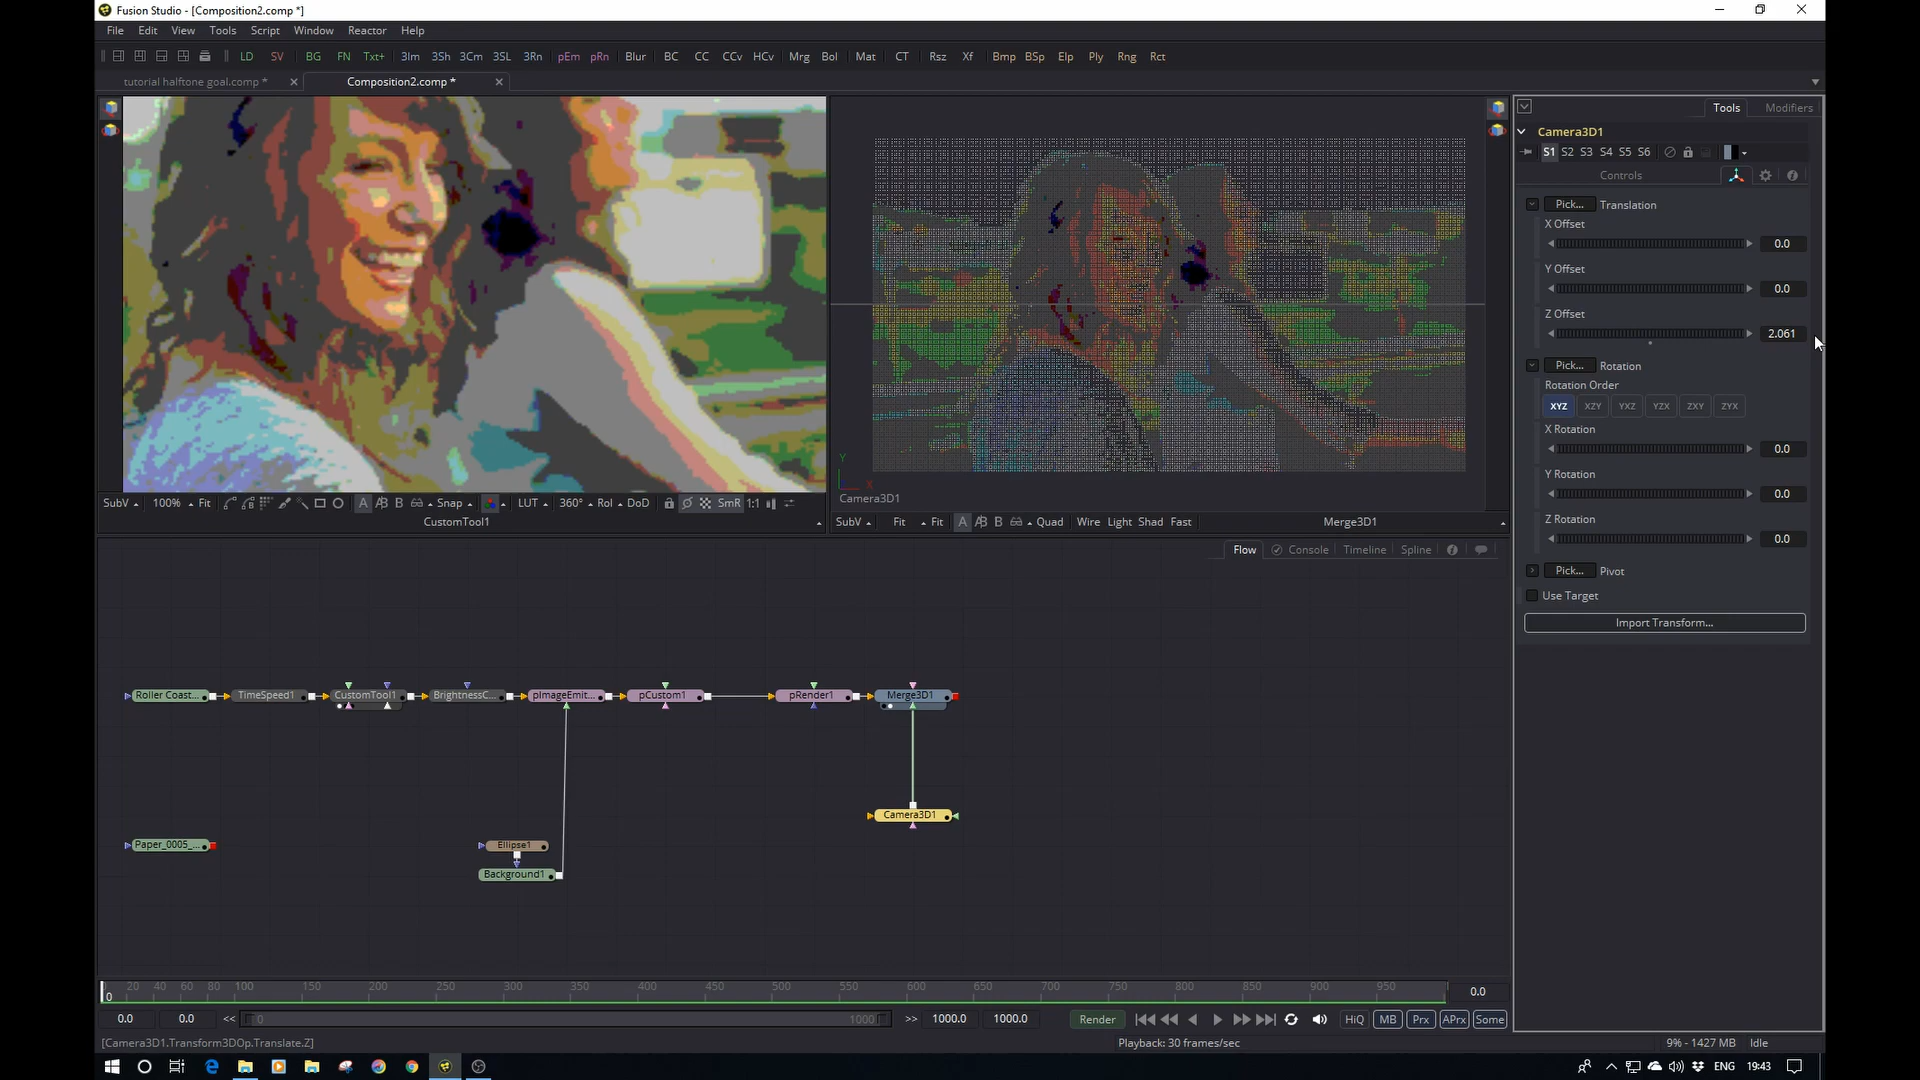 Fusion Studio - [Composition2.comp *]
File Edit View Tools Script Window Reactor Help
LD SV BG FN Txt+ 3Im 3Sh 3Cm 3SL 3Rn pEm pRn Blur BC CC CCv HCv Mrg Bol Mat CT Rsz Xf Bmp BSp Elp Ply Rng Rct
tutorial halftone goal.comp * Composition2.comp *
Tools Modifiers
Camera3D1
S1 S2 S3 S4 S5 S6
Controls
Pick... Translation
X Offset
0.0
Y Offset
0.0
Z Offset
2.061
Pick... Rotation
Rotation Order
XYZ XZY YXZ YZX ZXY ZYX
X Rotation
0.0
Y Rotation
0.0
Z Rotation
0.0
Pick... Pivot
Use Target
Import Transform...
Y
X
Camera3D1
SubV 100% Fit A B Snap LUT 360° Rol DoD SmR 1:1
CustomTool1
SubV Fit Fit A B Quad Wire Light Shad Fast Merge3D1
Flow Console Timeline Spline
Roller Coast... TimeSpeed1 CustomTool1 BrightnessC... pImageEmit... pCustom1 pRender1 Merge3D1
Camera3D1
Paper_0005_... Ellipse1
Background1
0 20 40 60 80 100 150 200 250 300 350 400 450 500 550 600 650 700 750 800 850 900 950 0.0
0.0 0.0 << 0 1000 >> 1000.0 1000.0 Render HiQ MB Prx APrx Some
[Camera3D1.Transform3DOp.Translate.Z] Playback: 30 frames/sec 9% - 1427 MB Idle
ENG 19:43